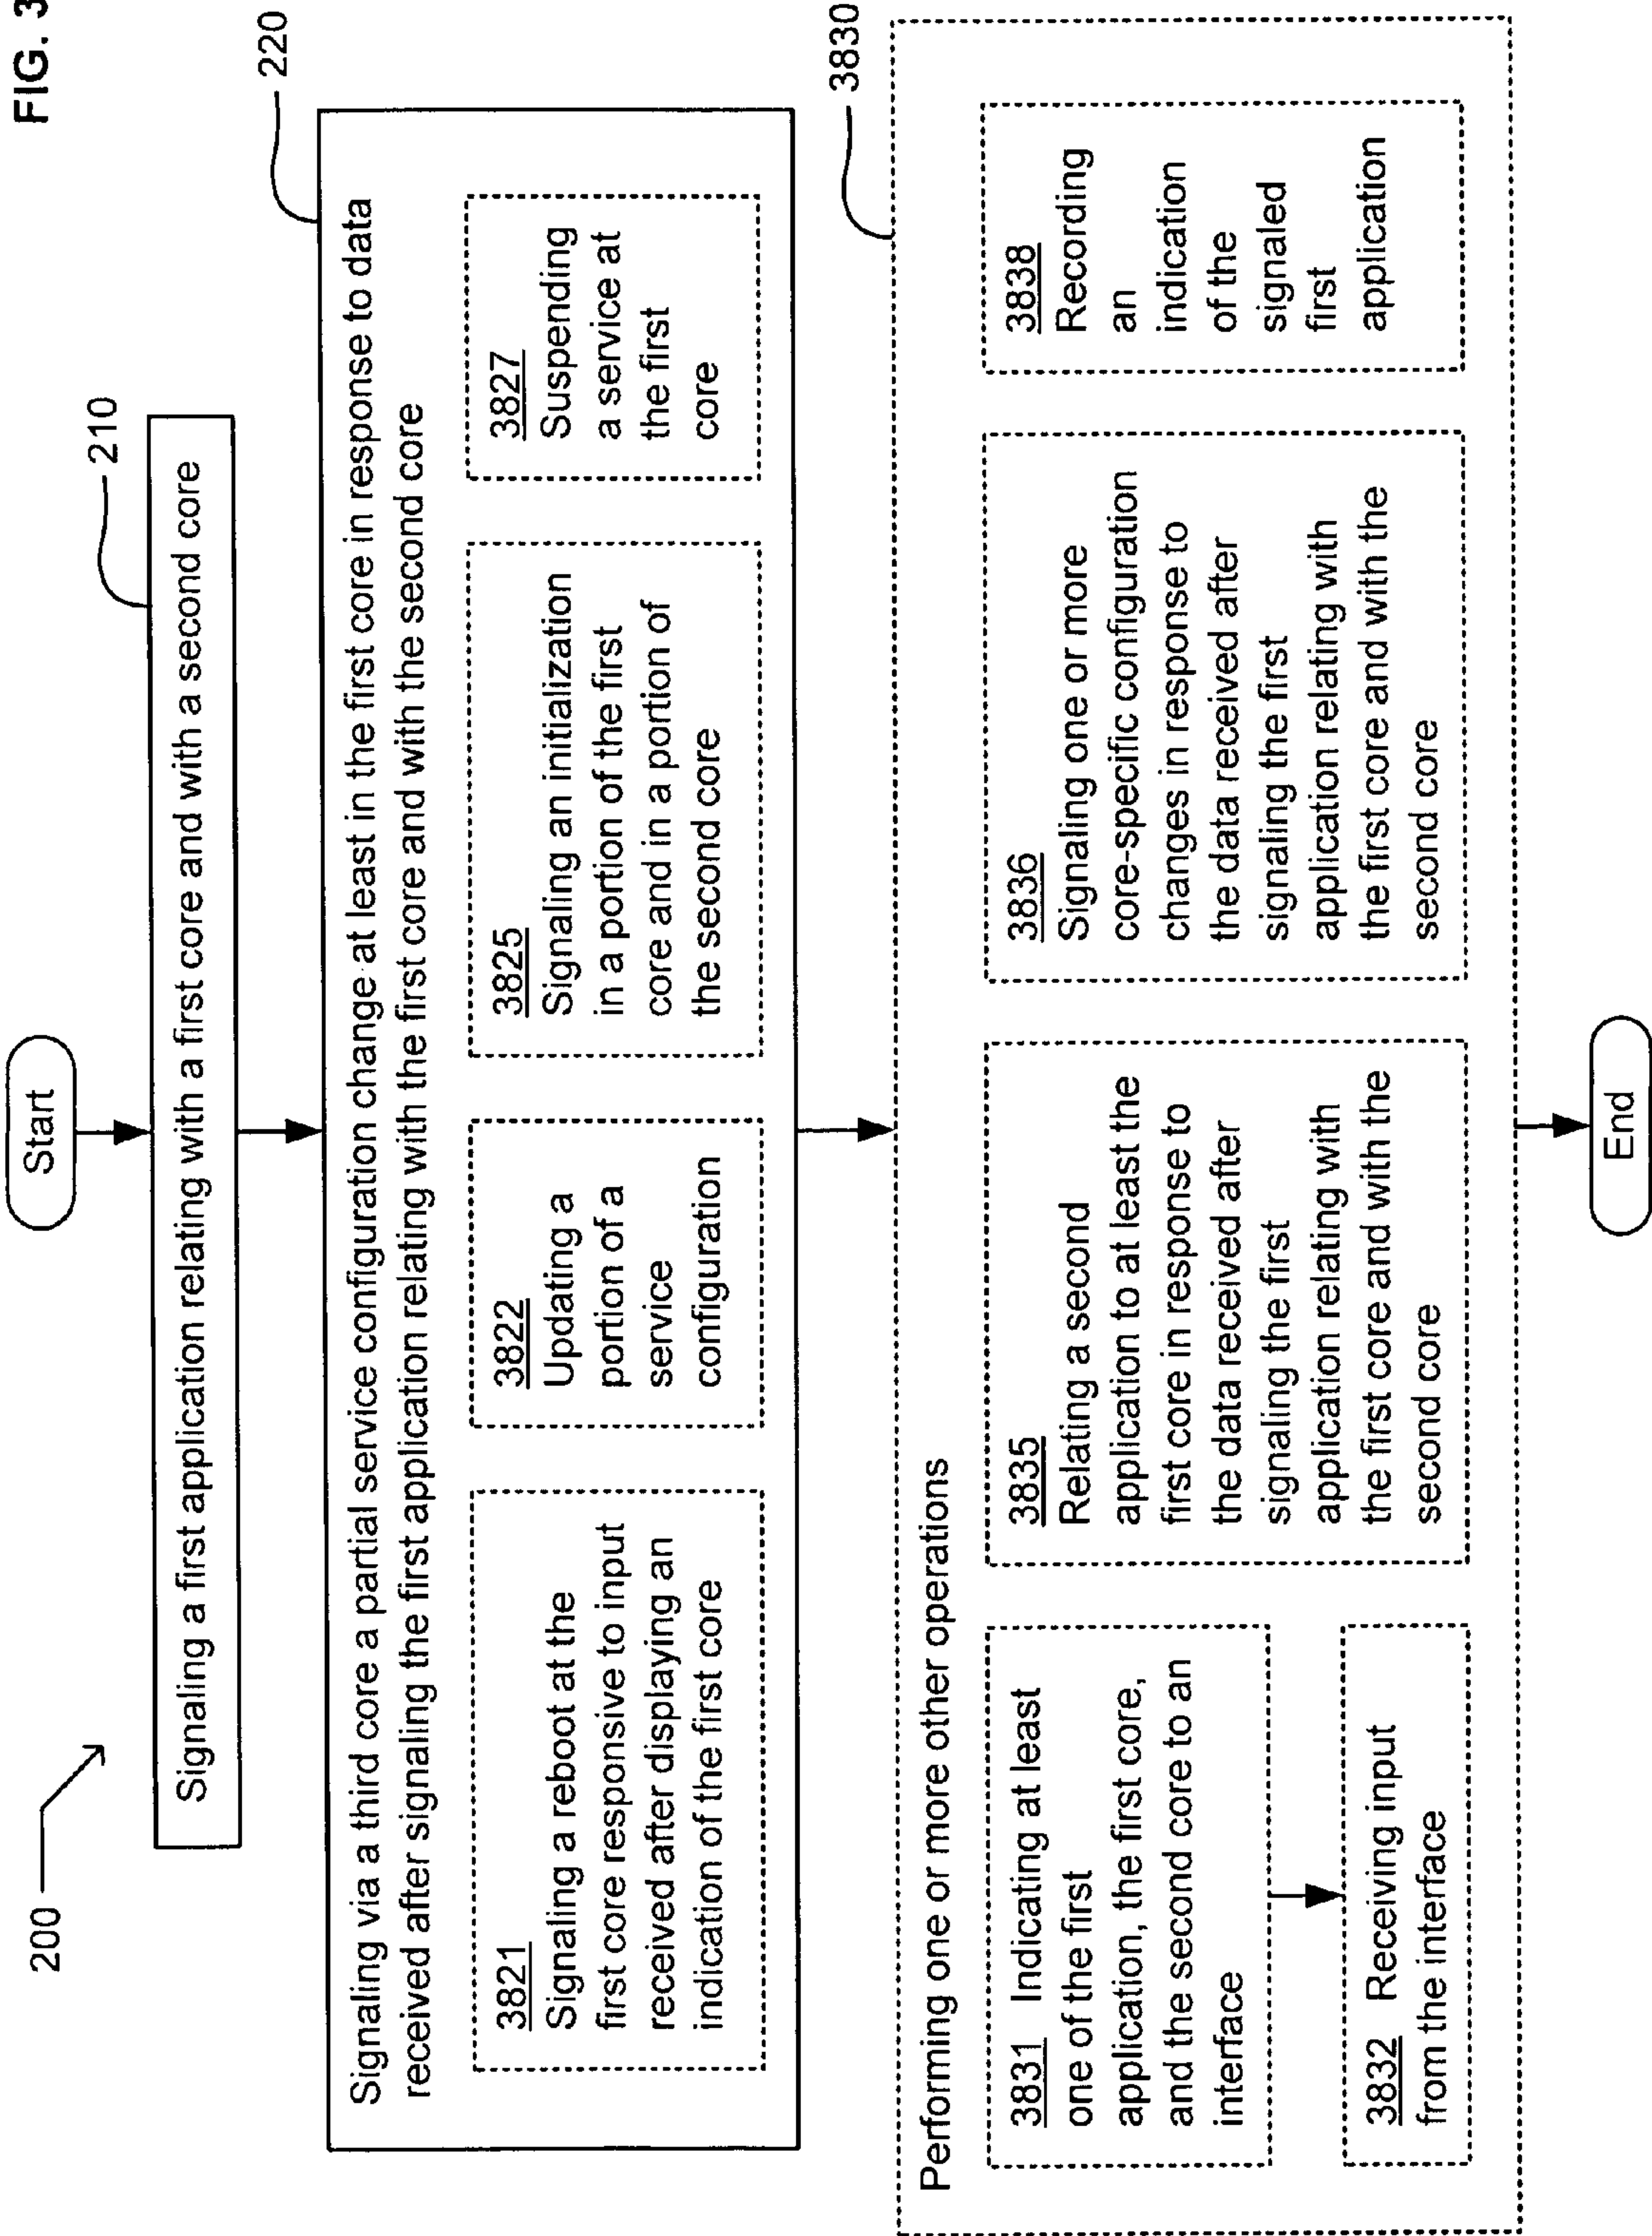 FIG. 3
200
Start
210
Signaling a first application relating with a first core and with a second core
220
Signaling via a third core a partial service configuration change at least in the first core in response to data
received after signaling the first application relating with the first core and with the second core
3821
Signaling a reboot at the
first core responsive to input
received after displaying an
indication of the first core
3822
Updating a
portion of a
service
configuration
3825
Signaling an initialization
in a portion of the first
core and in a portion of
the second core
3827
Suspending
a service at
the first
core
3830
Performing one or more other operations
3831 Indicating at least
one of the first
application, the first core,
and the second core to an
interface
3832 Receiving input
from the interface
3835
Relating a second
application to at least the
first core in response to
the data received after
signaling the first
application relating with
the first core and with the
second core
3836
Signaling one or more
core-specific configuration
changes in response to
the data received after
signaling the first
application relating with
the first core and with the
second core
3838
Recording
an
indication
of the
signaled
first
application
End